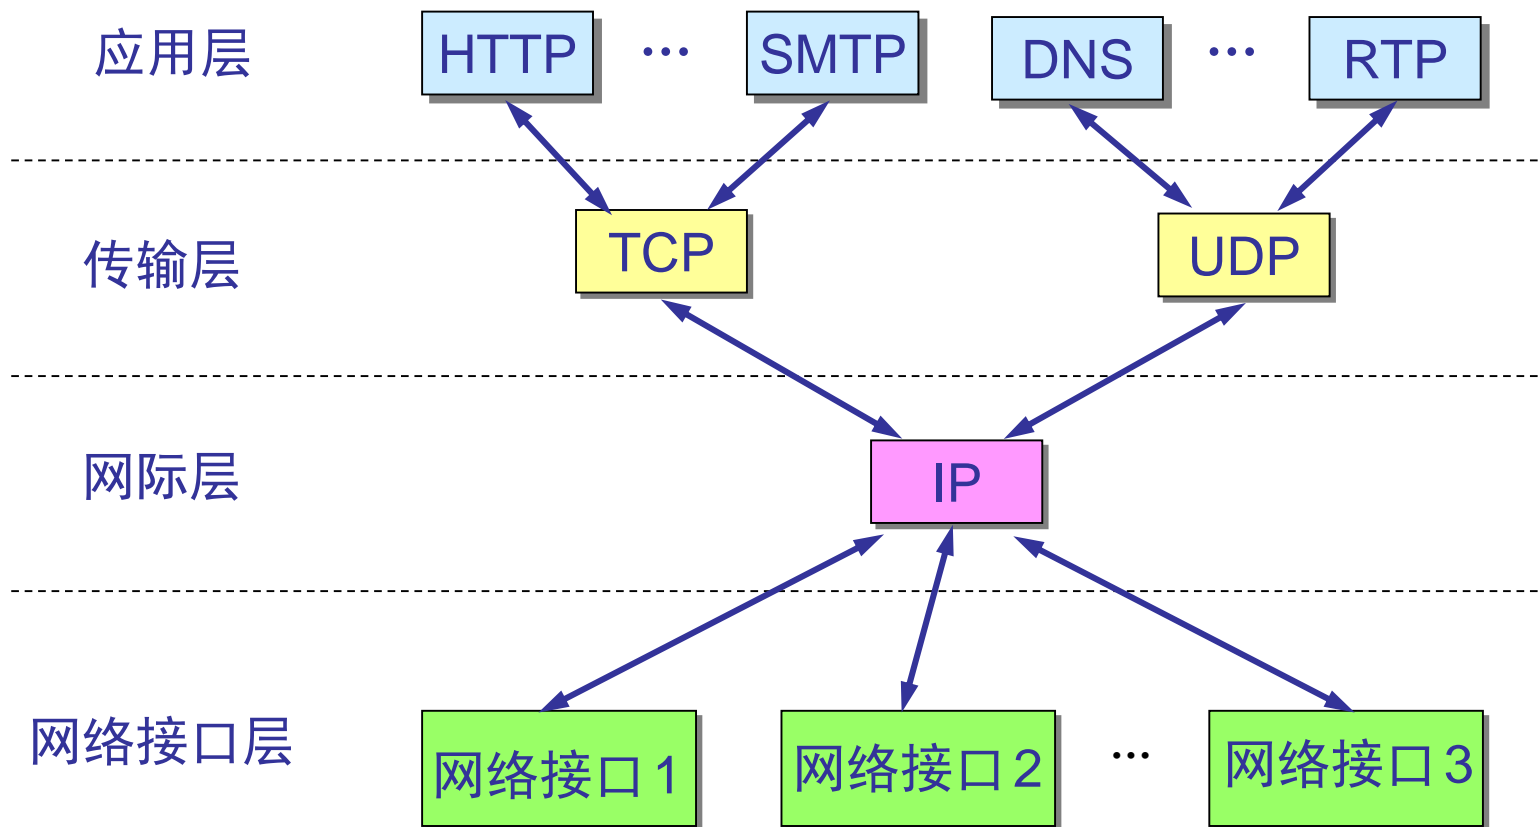 应用层
HTTP
…
SMTP
DNS
…
RTP
传输层
TCP
UDP
网际层
IP
网络接口层
网络接口1
网络接口2
…
网络接口3